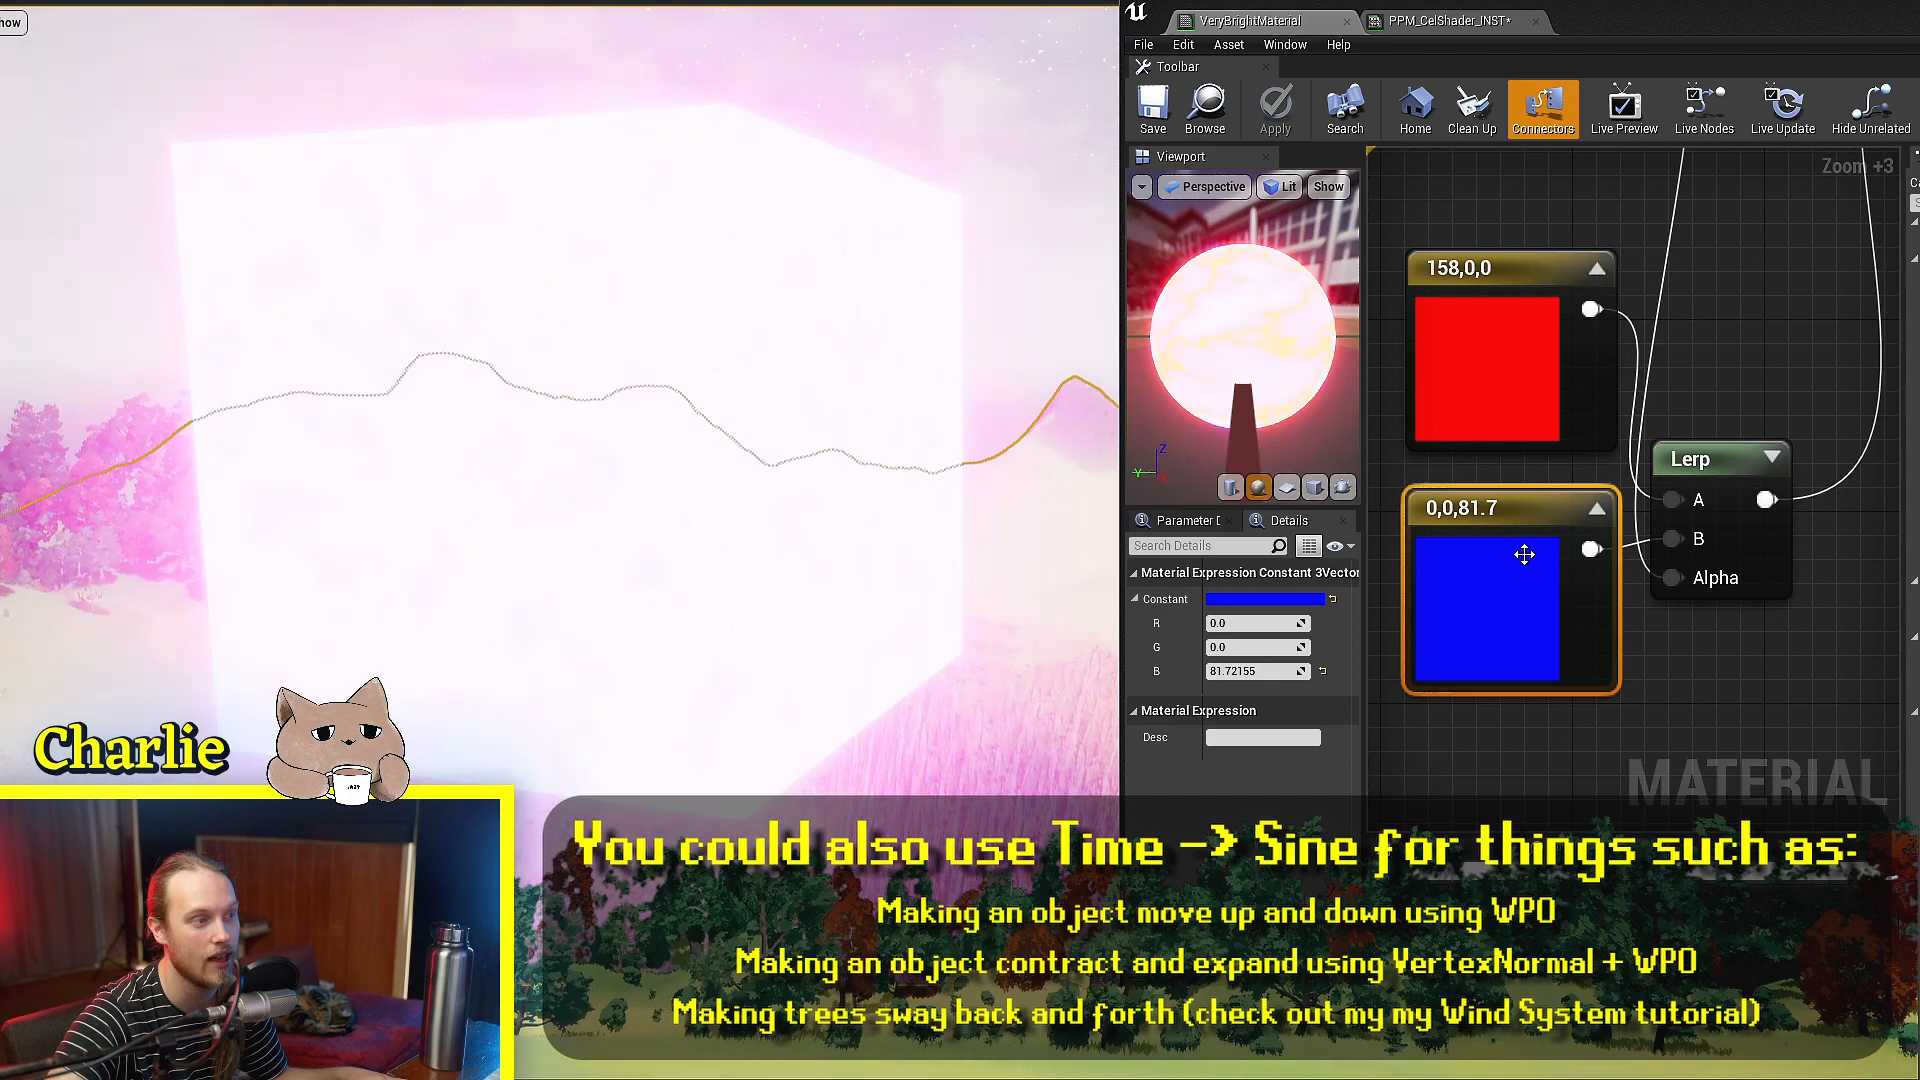 how
VeryBrightMaterial
PPM_CelShader_INST*
File Edit Asset Window Help
Toolbar
Save Browse Apply Search Home Clean Up Connectors Live Preview Live Nodes Live Update Hide Unrelated
Viewport
Perspective Lit Show
Zoom +3
158,0,0
Z
Y
Lerp
A
B
Alpha
0,0,81.7
Parameter D
Details
Search Details
Material Expression Constant 3Vector
Constant
R 0.0
G 0.0
B 81.72155
Material Expression
Desc
MATERIAL
Charlie
You could also use Time -> Sine for things such as:
Making an object move up and down using WPO
Making an object contract and expand using VertexNormal + WPO
Making trees sway back and forth (check out my my Wind System tutorial)